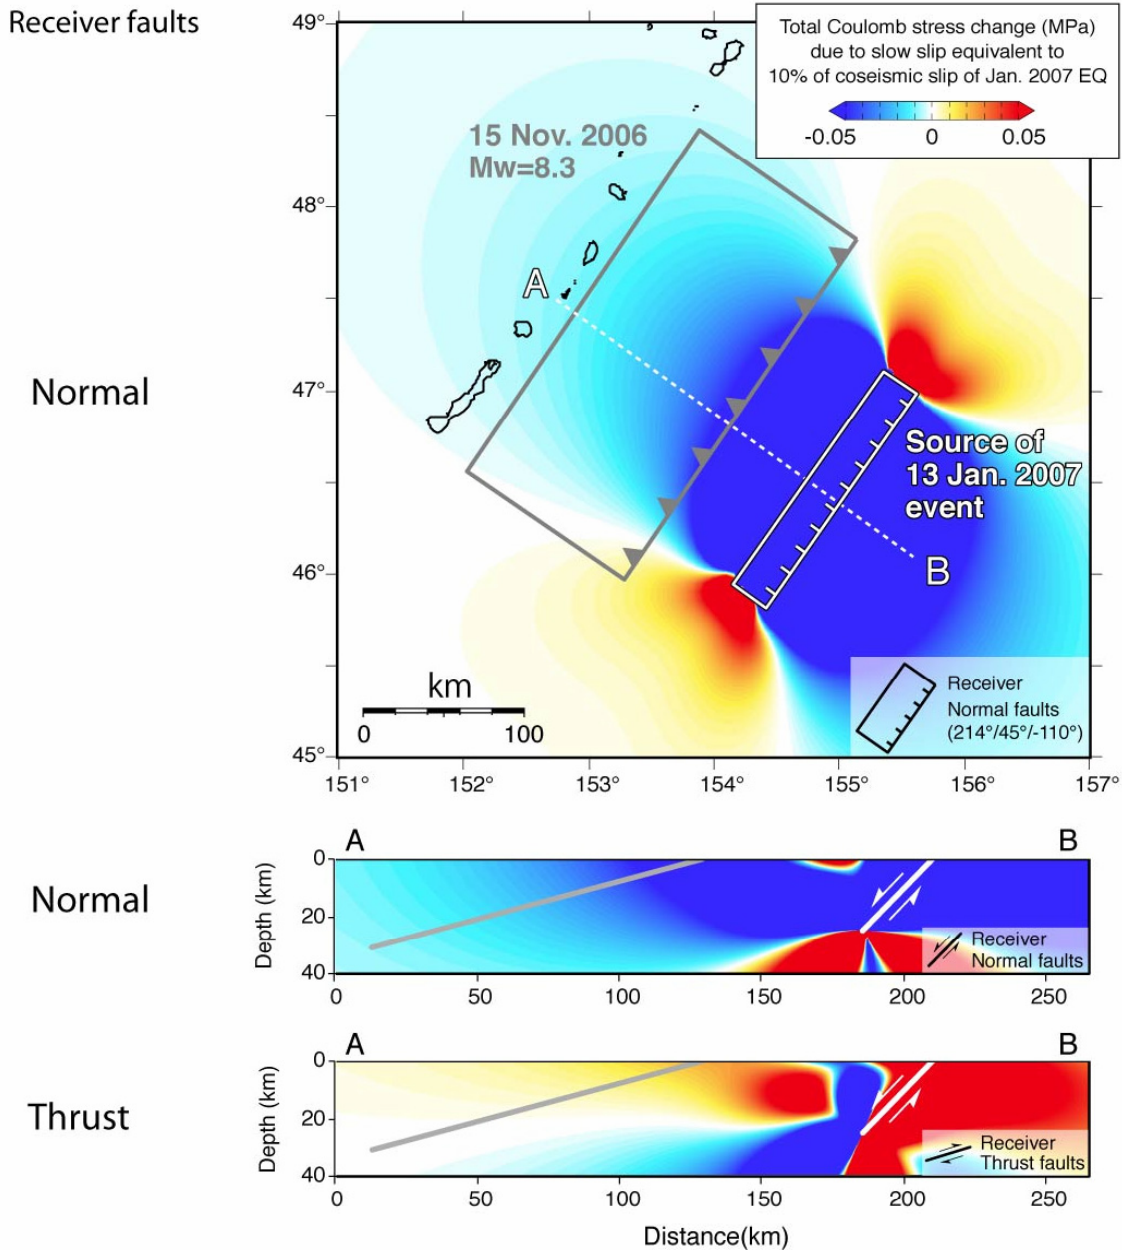 Receiver faults
Total Coulomb stress change (MPa)
due to slow slip equivalent to
10% of coseismic slip of Jan. 2007 EQ
-0.05 0 0.05
49°
48°
47°
46°
45°
15 Nov. 2006
Mw=8.3
A
Normal
Source of
13 Jan. 2007
event
B
km
0 100
Receiver
Normal faults
(214°/45°/-110°)
151° 152° 153° 154° 155° 156° 157°
A B
Normal
Depth (km)
0
20
40
Receiver
Normal faults
0 50 100 150 200 250
A B
Thrust
Depth (km)
0
20
40
Receiver
Thrust faults
0 50 100 150 200 250
Distance(km)